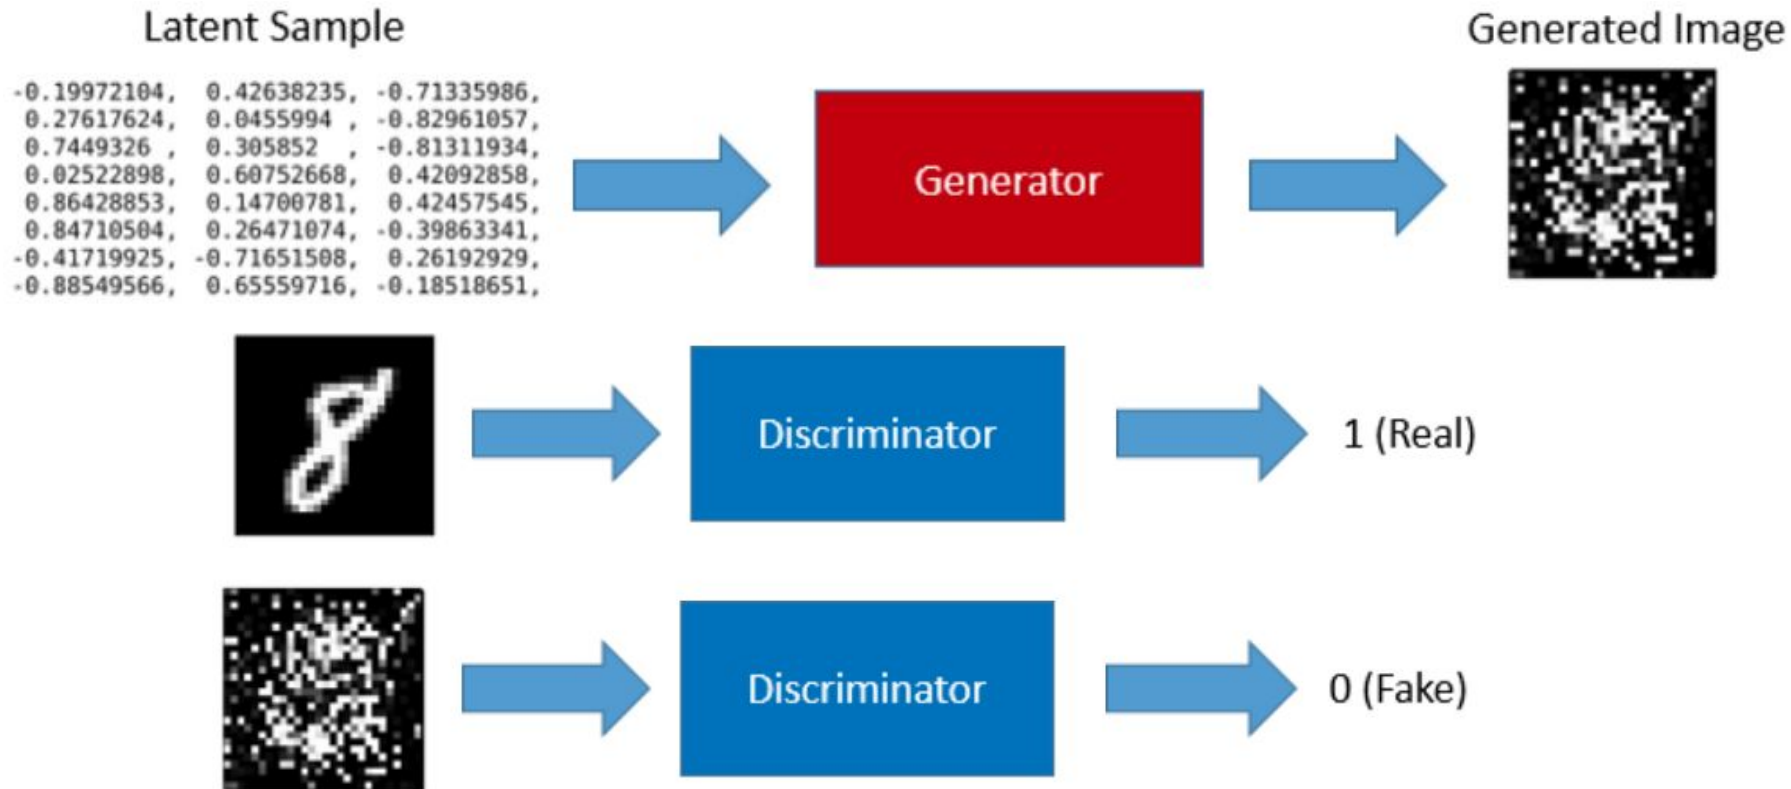 Latent Sample
Generated Image
-0.19972104, 0.42638235, -0.71335986,
0.27617624, 0.0455994 , -0.82961057,
0.7449326 , 0.305852 , -0.81311934,
0.02522898, 0.60752668, 0.42092858,
0.86428853, 0.14700781, 0.42457545,
0.84710504, 0.26471074, -0.39863341,
-0.41719925, -0.71651508, 0.26192929,
-0.88549566, 0.65559716, -0.18518651,
Generator
8
Discriminator
1 (Real)
Discriminator
0 (Fake)